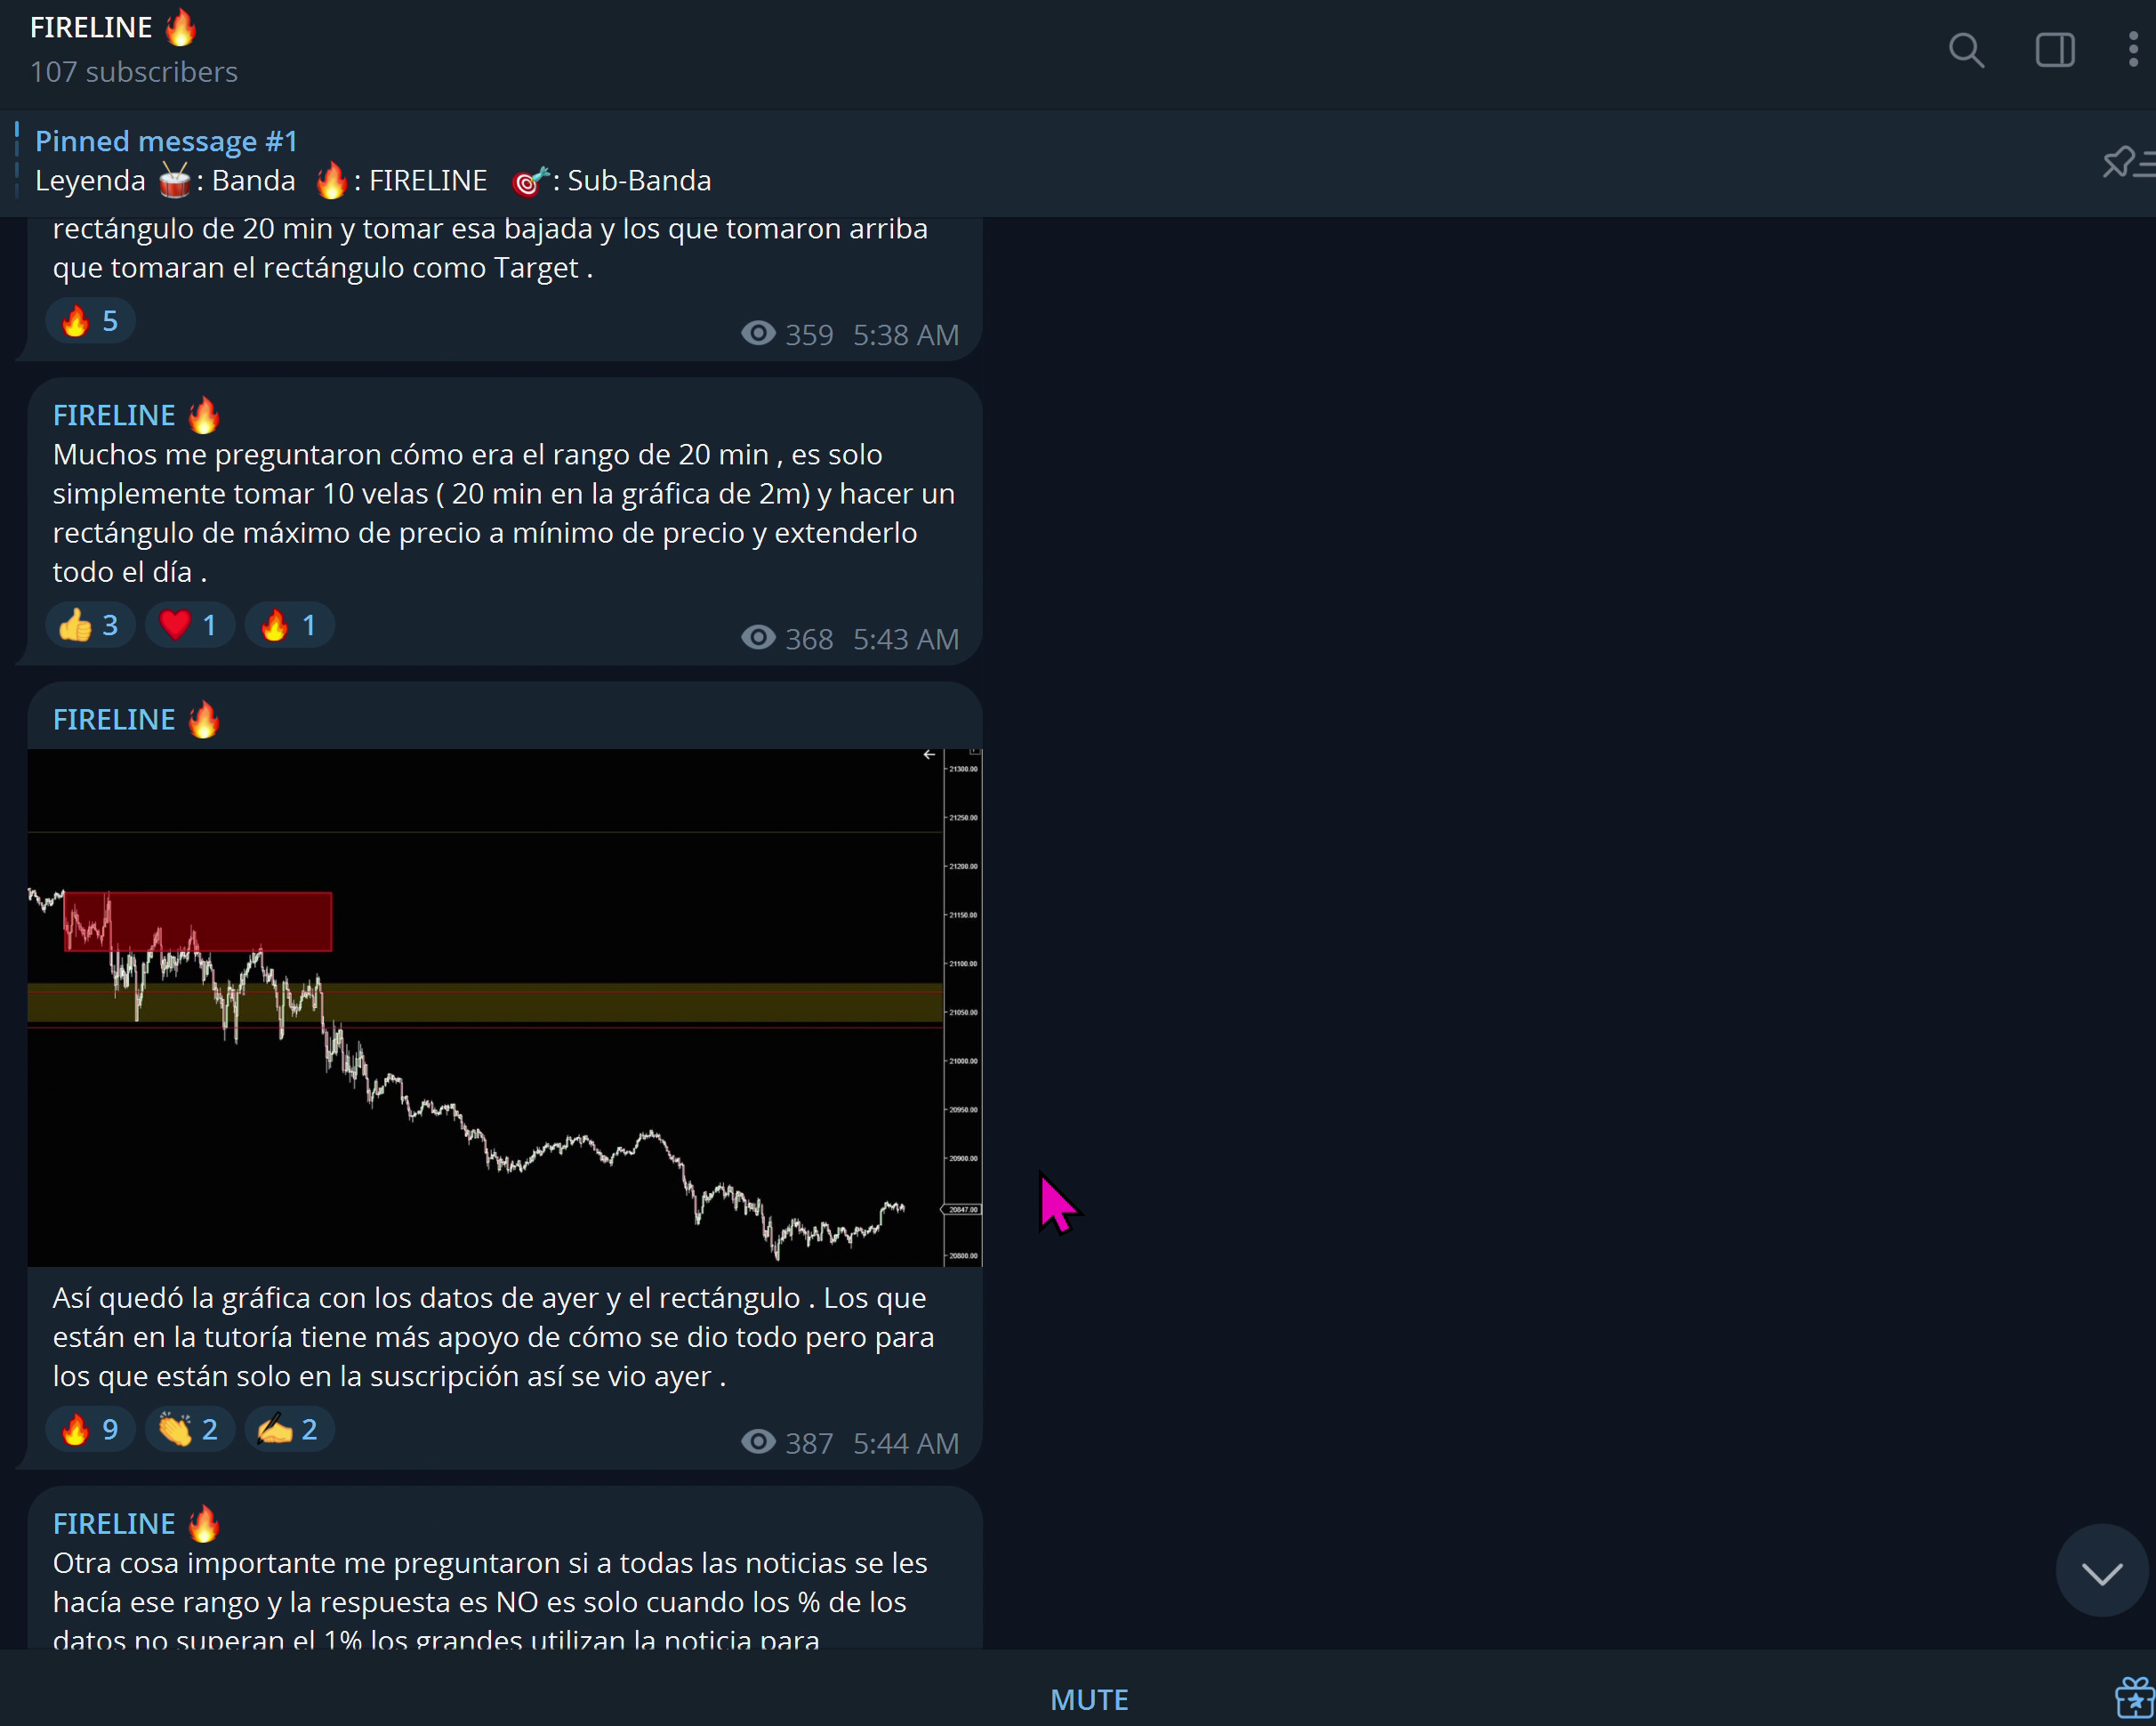 FIRELINE 🔥
107 subscribers
Pinned message #1
Leyenda 🥁: Banda 🔥: FIRELINE 🎯: Sub-Banda
rectángulo de 20 min y tomar esa bajada y los que tomaron arriba
que tomaran el rectángulo como Target .
🔥 5
359 5:38 AM
FIRELINE 🔥
Muchos me preguntaron cómo era el rango de 20 min , es solo
simplemente tomar 10 velas ( 20 min en la gráfica de 2m) y hacer un
rectángulo de máximo de precio a mínimo de precio y extenderlo
todo el día .
👍 3 ❤️ 1 🔥 1
368 5:43 AM
FIRELINE 🔥
21300.00
21250.00
21200.00
21150.00
21100.00
21050.00
21000.00
20950.00
20900.00
20847.00
20800.00
Así quedó la gráfica con los datos de ayer y el rectángulo . Los que
están en la tutoría tiene más apoyo de cómo se dio todo pero para
los que están solo en la suscripción así se vio ayer .
🔥 9 👏 2 ✍️ 2
387 5:44 AM
FIRELINE 🔥
Otra cosa importante me preguntaron si a todas las noticias se les
hacía ese rango y la respuesta es NO es solo cuando los % de los
datos no superan el 1% los grandes utilizan la noticia para
MUTE